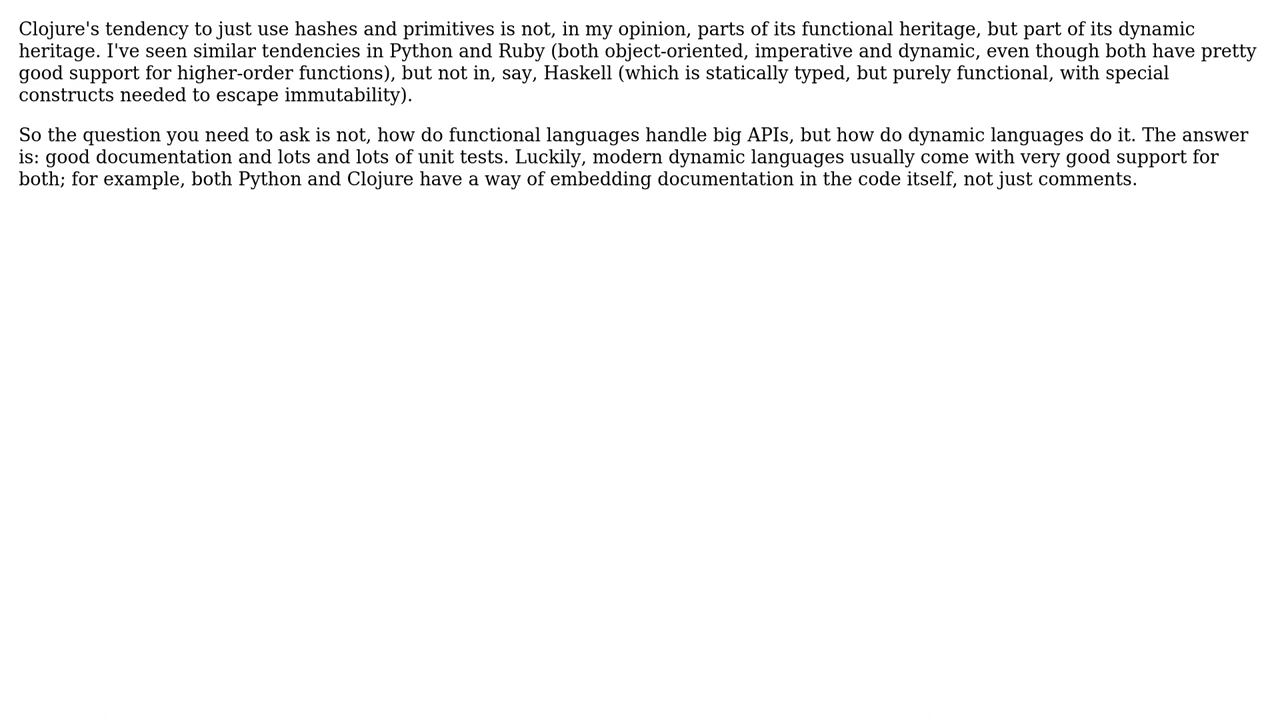 Clojure's tendency to just use hashes and primitives is not, in my opinion, parts of its functional heritage, but part of its dynamic
heritage. I've seen similar tendencies in Python and Ruby (both object-oriented, imperative and dynamic, even though both have pretty
good support for higher-order functions), but not in, say, Haskell (which is statically typed, but purely functional, with special
constructs needed to escape immutability).
So the question you need to ask is not, how do functional languages handle big APIs, but how do dynamic languages do it. The answer
is: good documentation and lots and lots of unit tests. Luckily, modern dynamic languages usually come with very good support for
both; for example, both Python and Clojure have a way of embedding documentation in the code itself, not just comments.